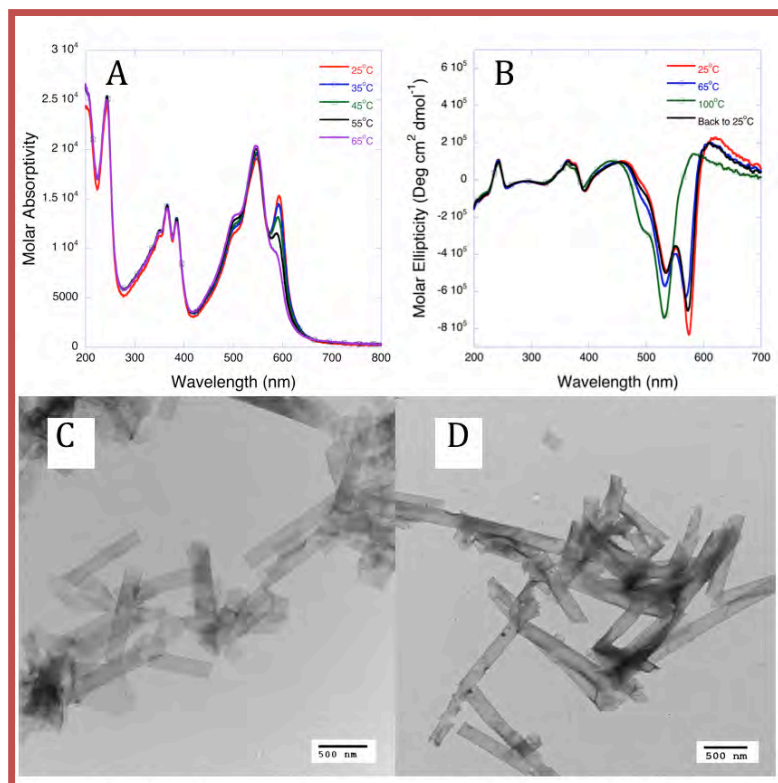 A
3 10⁴
2.5 10⁴
2 10⁴
1.5 10⁴
1 10⁴
5000
0
Molar Absorptivity
25°C
35°C
45°C
55°C
65°C
200 300 400 500 600 700 800
Wavelength (nm)
B
6 10⁵
4 10⁵
2 10⁵
0
-2 10⁵
-4 10⁵
-6 10⁵
-8 10⁵
Molar Ellipticity (Deg cm² dmol⁻¹)
25°C
65°C
100°C
Back to 25°C
200 300 400 500 600 700
Wavelength (nm)
C
500 nm
D
500 nm